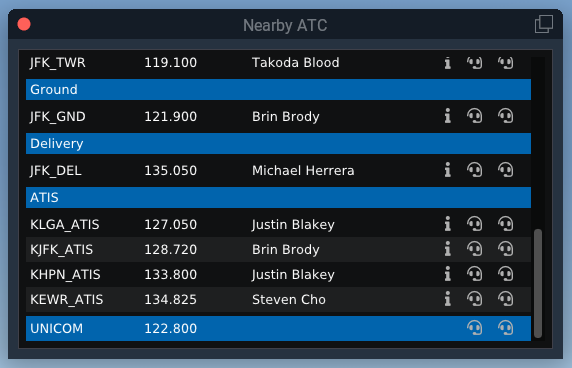 Nearby ATC
JFK_TWR 119.100 Takoda Blood
Ground
JFK_GND 121.900 Brin Brody
Delivery
JFK_DEL 135.050 Michael Herrera
ATIS
KLGA_ATIS 127.050 Justin Blakey
KJFK_ATIS 128.720 Brin Brody
KHPN_ATIS 133.800 Justin Blakey
KEWR_ATIS 134.825 Steven Cho
UNICOM 122.800